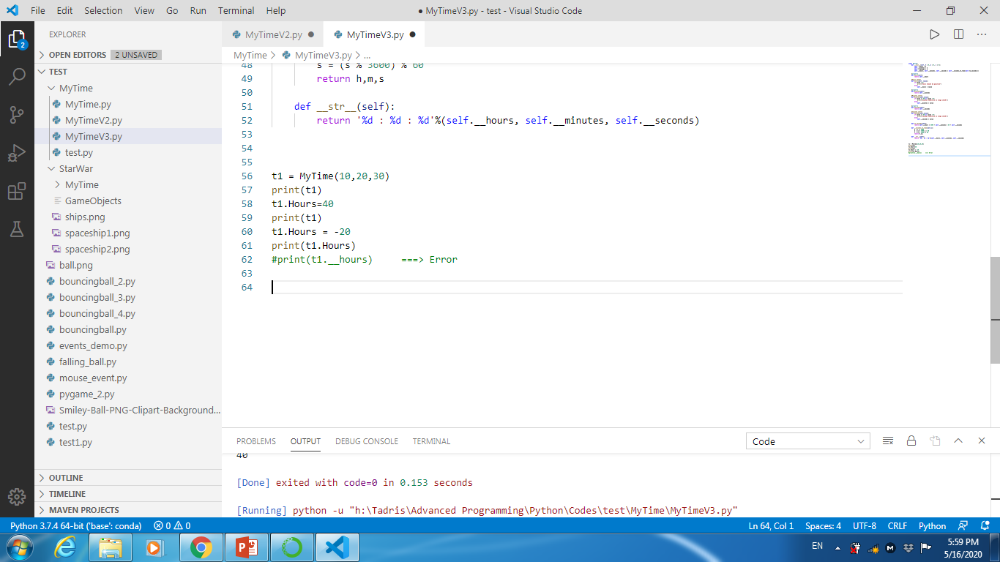 File Edit Selection View Go Run Terminal Help ● MyTimeV3.py - test - Visual Studio Code
EXPLORER
OPEN EDITORS 2 UNSAVED
TEST
MyTime
MyTime.py
MyTimeV2.py
MyTimeV3.py
test.py
StarWar
MyTime
GameObjects
ships.png
spaceship1.png
spaceship2.png
ball.png
bouncingball_2.py
bouncingball_3.py
bouncingball_4.py
bouncingball.py
events_demo.py
falling_ball.py
mouse_event.py
pygame_2.py
Smiley-Ball-PNG-Clipart-Background...
test.py
test1.py
OUTLINE
TIMELINE
MAVEN PROJECTS
2
MyTimeV2.py ● MyTimeV3.py ●
MyTime > MyTimeV3.py > ...
48 s = (s % 3600) % 60
49 return h,m,s
50
51 def __str__(self):
52 return '%d : %d : %d'%(self.__hours, self.__minutes, self.__seconds)
53
54
55
56 t1 = MyTime(10,20,30)
57 print(t1)
58 t1.Hours=40
59 print(t1)
60 t1.Hours = -20
61 print(t1.Hours)
62 #print(t1.__hours) ===> Error
63
64
PROBLEMS OUTPUT DEBUG CONSOLE TERMINAL Code
40
[Done] exited with code=0 in 0.153 seconds
[Running] python -u "h:\Tadris\Advanced Programming\Python\Codes\test\MyTime\MyTimeV3.py"
Python 3.7.4 64-bit ('base': conda) 0 0 Ln 64, Col 1 Spaces: 4 UTF-8 CRLF Python
EN 5:59 PM
5/16/2020